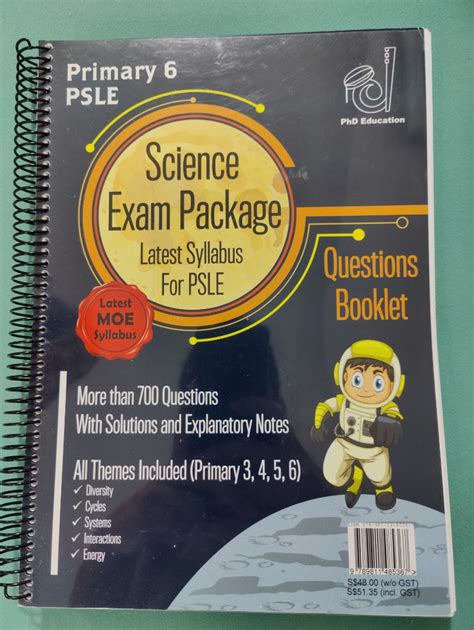 Primary 6
PSLE
PhD Education
Science
Exam Package
Latest Syllabus
For PSLE
Questions
Booklet
Latest
MOE
Syllabus
More than 700 Questions
With Solutions and Explanatory Notes
All Themes Included (Primary 3, 4, 5, 6)
✓ Diversity
✓ Cycles
✓ Systems
✓ Interactions
✓ Energy
S$48.00 (w/o GST)
S$51.35 (incl. GST)